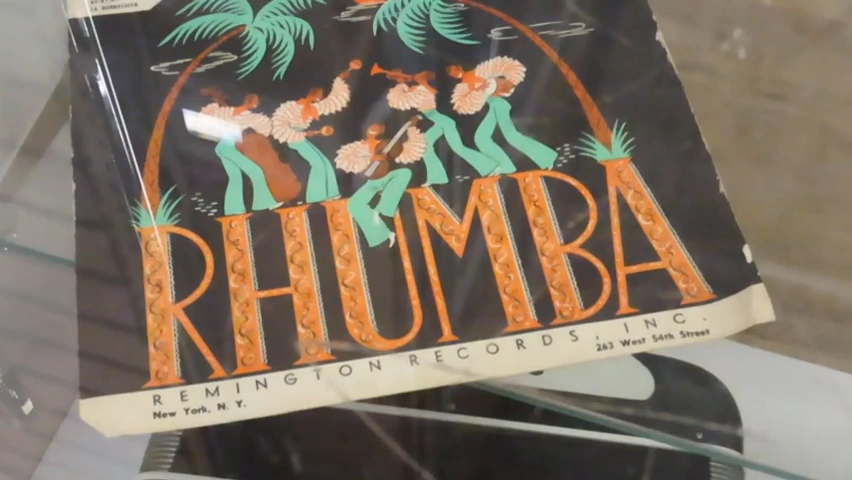 RHUMBA
REMINGTON RECORDS, INC.
New York, N. Y.
263 West 54th Street